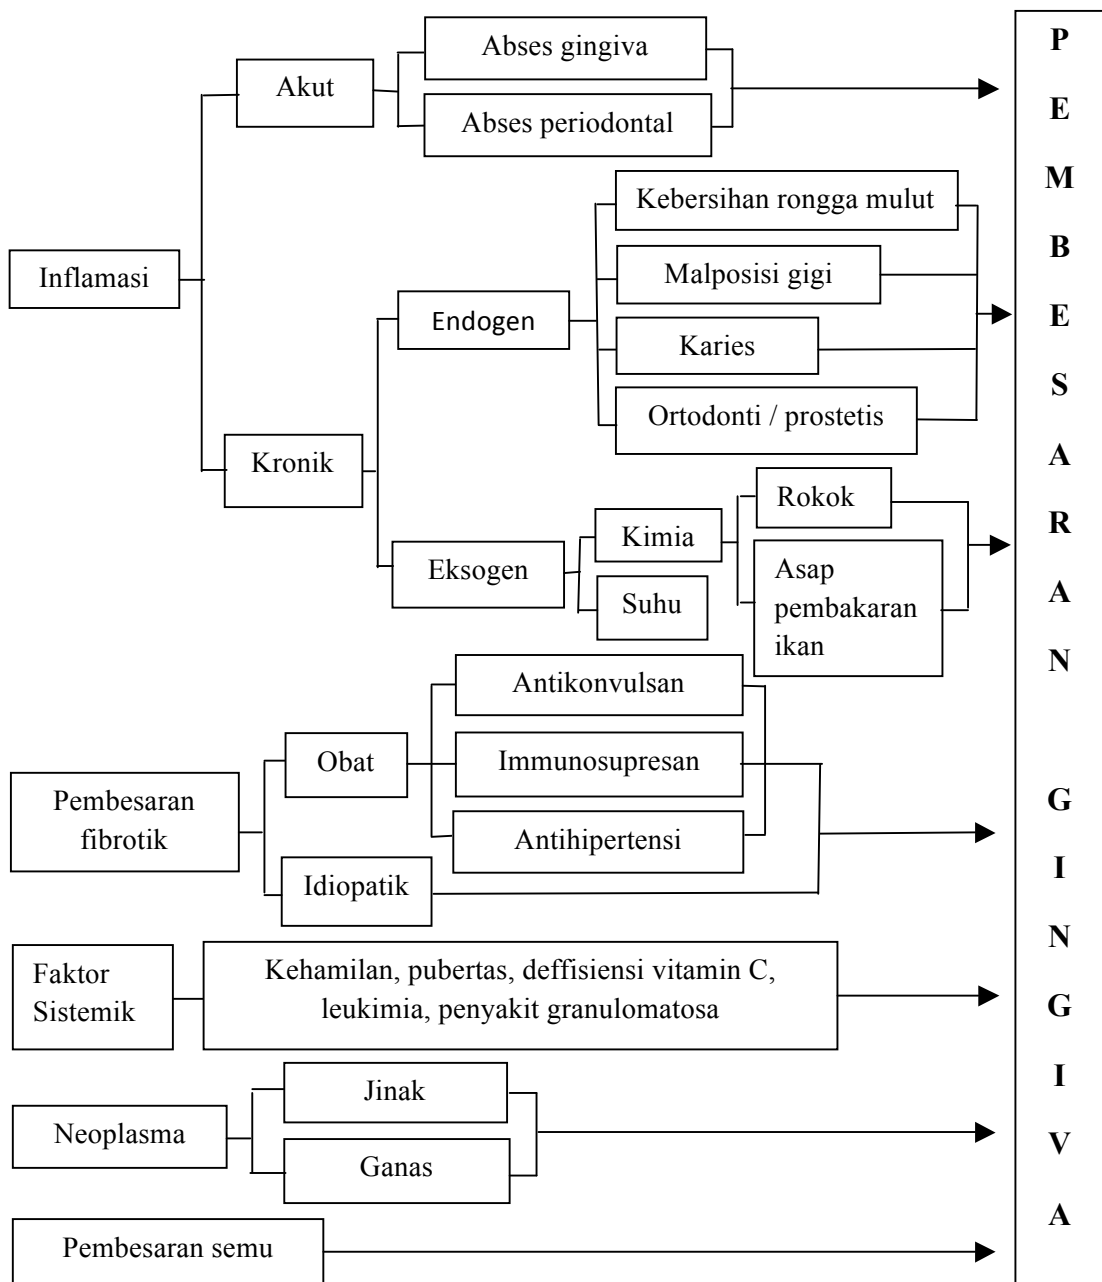 Abses gingiva
Akut
Abses periodontal
Kebersihan rongga mulut
Inflamasi
Malposisi gigi
Endogen
Karies
Ortodonti / prostetis
Kronik
Rokok
Kimia
Eksogen
Asap
pembakaran
ikan
Suhu
Antikonvulsan
Obat
Immunosupresan
Pembesaran
fibrotik
Antihipertensi
Idiopatik
Faktor
Sistemik
Kehamilan, pubertas, deffisiensi vitamin C,
leukimia, penyakit granulomatosa
Jinak
Neoplasma
Ganas
Pembesaran semu
P
E
M
B
E
S
A
R
A
N
G
I
N
G
I
V
A